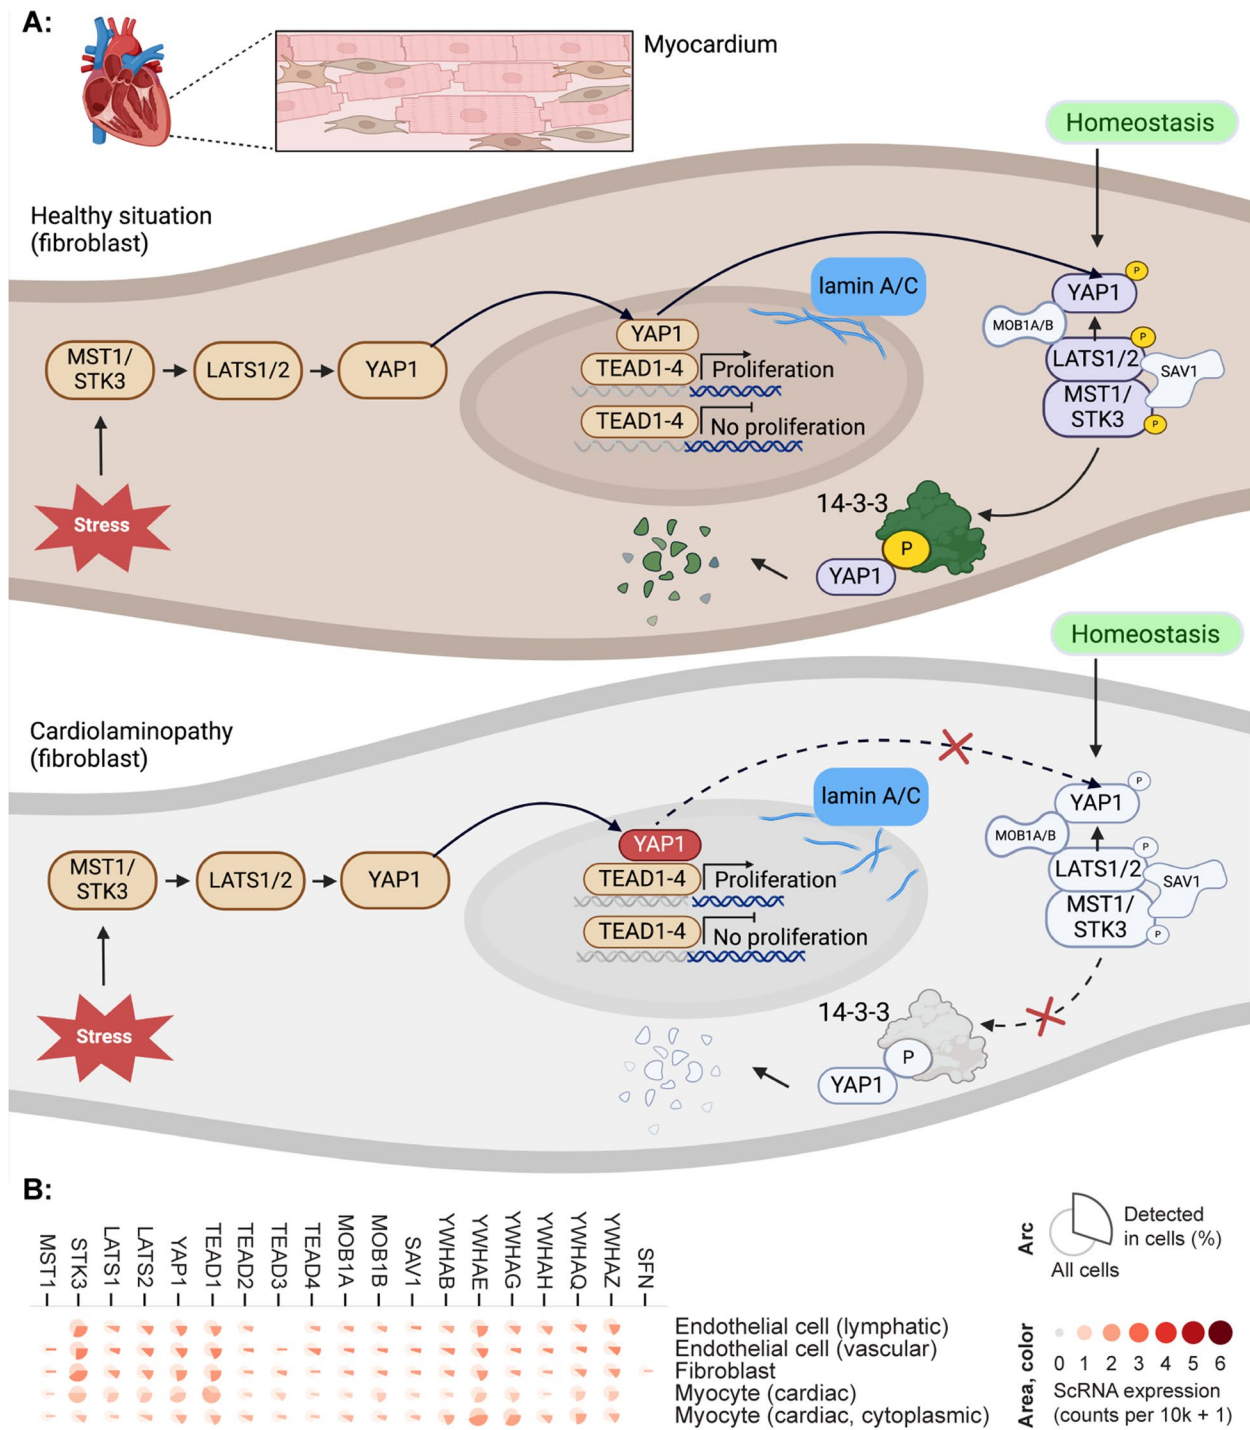 A:
Myocardium
Homeostasis
Healthy situation
(fibroblast)
lamin A/C
P
YAP1
MOB1A/B
YAP1
P
MST1/
STK3
LATS1/2
YAP1
TEAD1-4
Proliferation
LATS1/2
SAV1
MST1/
STK3
P
TEAD1-4
No proliferation
Stress
14-3-3
P
YAP1
Homeostasis
Cardiolaminopathy
(fibroblast)
lamin A/C
P
YAP1
MOB1A/B
YAP1
P
MST1/
STK3
LATS1/2
YAP1
TEAD1-4
Proliferation
LATS1/2
SAV1
MST1/
STK3
P
TEAD1-4
No proliferation
Stress
14-3-3
P
YAP1
B:
MST1
STK3
LATS1
LATS2
YAP1
TEAD1
TEAD2
TEAD3
TEAD4
MOB1A
MOB1B
SAV1
YWHAB
YWHAE
YWHAG
YWHAH
YWHAQ
YWHAZ
SFN
Endothelial cell (lymphatic)
Endothelial cell (vascular)
Fibroblast
Myocyte (cardiac)
Myocyte (cardiac, cytoplasmic)
Arc
Detected
in cells (%)
All cells
Area, color
0 1 2 3 4 5 6
ScRNA expression
(counts per 10k + 1)